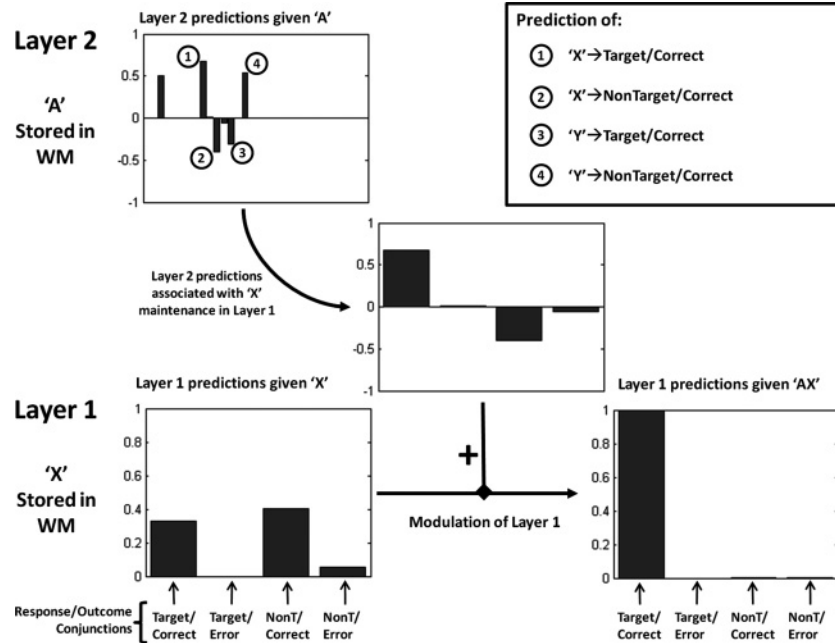 Layer 2 predictions given ‘A’
Layer 2
‘A’
Stored in
WM
1
0.5
0
-0.5
-1
1
2
3
4
Prediction of:
1 ‘X’→Target/Correct
2 ‘X’→NonTarget/Correct
3 ‘Y’→Target/Correct
4 ‘Y’→NonTarget/Correct
Layer 2 predictions
associated with ‘X’
maintenance in Layer 1
1
0.5
0
-0.5
-1
Layer 1 predictions given ‘X’
Layer 1
‘X’
Stored in
WM
1
0.8
0.6
0.4
0.2
0
+
Modulation of Layer 1
Layer 1 predictions given ‘AX’
1
0.8
0.6
0.4
0.2
0
Response/Outcome
Conjunctions
Target/
Correct
Target/
Error
NonT/
Correct
NonT/
Error
Target/
Correct
Target/
Error
NonT/
Correct
NonT/
Error